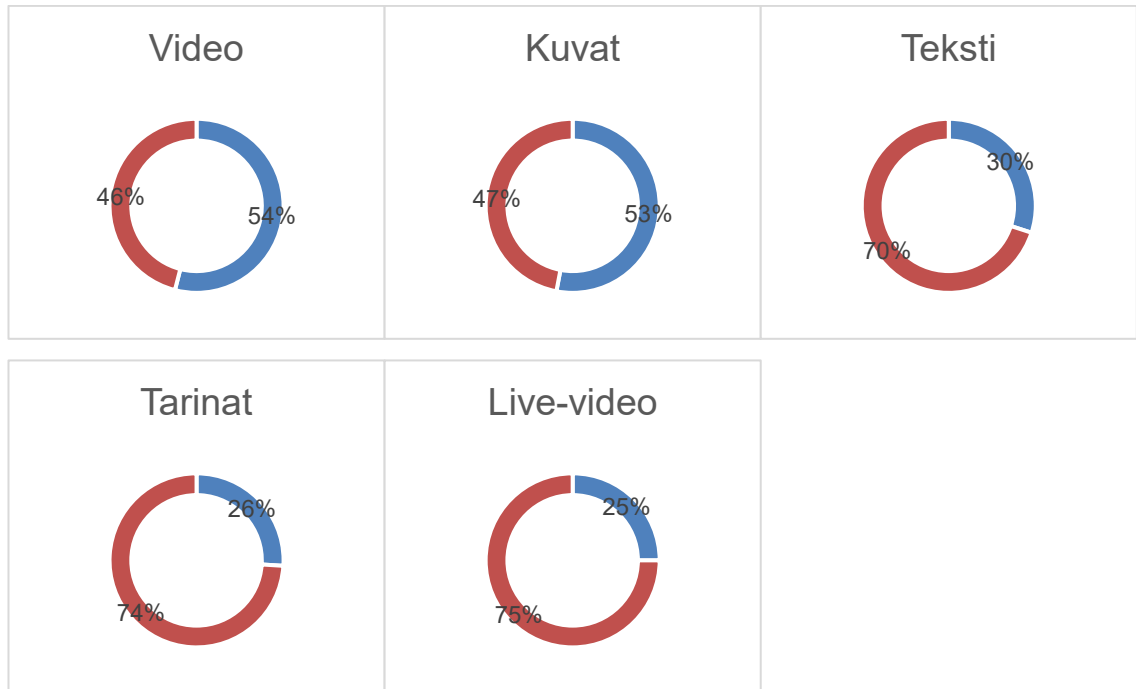 Video
46%
54%
Kuvat
47%
53%
Teksti
30%
70%
Tarinat
26%
74%
Live-video
25%
75%